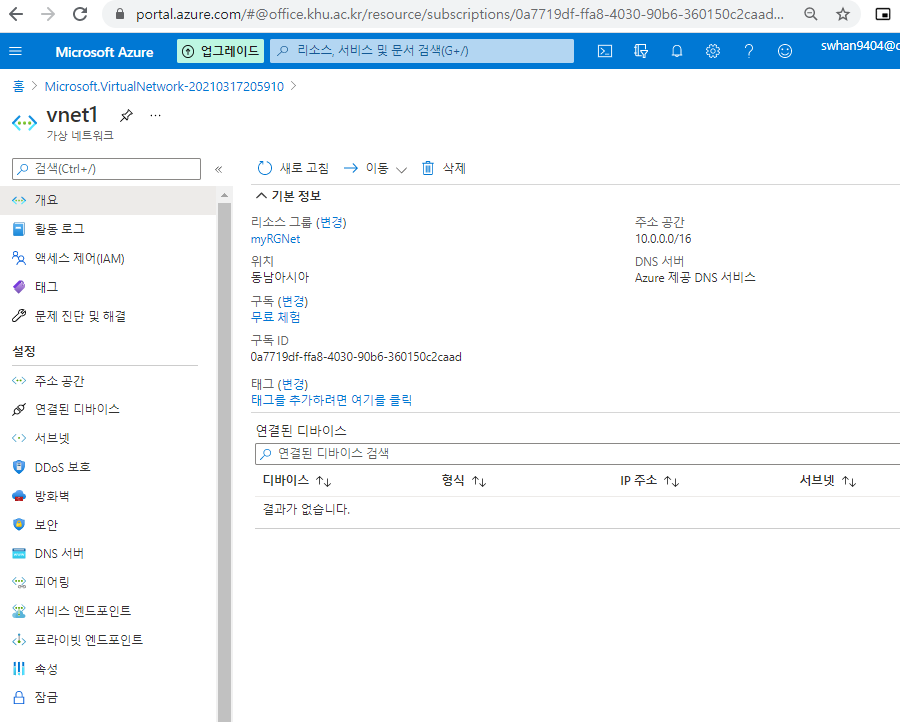 portal.azure.com/#@office.khu.ac.kr/resource/subscriptions/0a7719df-ffa8-4030-90b6-360150c2caad...
Microsoft Azure
업그레이드
리소스, 서비스 및 문서 검색(G+/)
swhan9404@
홈 > Microsoft.VirtualNetwork-20210317205910 >
vnet1 ...
가상 네트워크
검색(Ctrl+/)
«
새로 고침
이동
삭제
개요
활동 로그
액세스 제어(IAM)
태그
문제 진단 및 해결
설정
주소 공간
연결된 디바이스
서브넷
DDoS 보호
방화벽
보안
DNS 서버
피어링
서비스 엔드포인트
프라이빗 엔드포인트
속성
잠금
기본 정보
리소스 그룹 (변경)
myRGNet
위치
동남아시아
구독 (변경)
무료 체험
구독 ID
0a7719df-ffa8-4030-90b6-360150c2caad
태그 (변경)
태그를 추가하려면 여기를 클릭
주소 공간
10.0.0.0/16
DNS 서버
Azure 제공 DNS 서비스
연결된 디바이스
연결된 디바이스 검색
디바이스 ↑↓ 형식 ↑↓ IP 주소 ↑↓ 서브넷 ↑↓
결과가 없습니다.